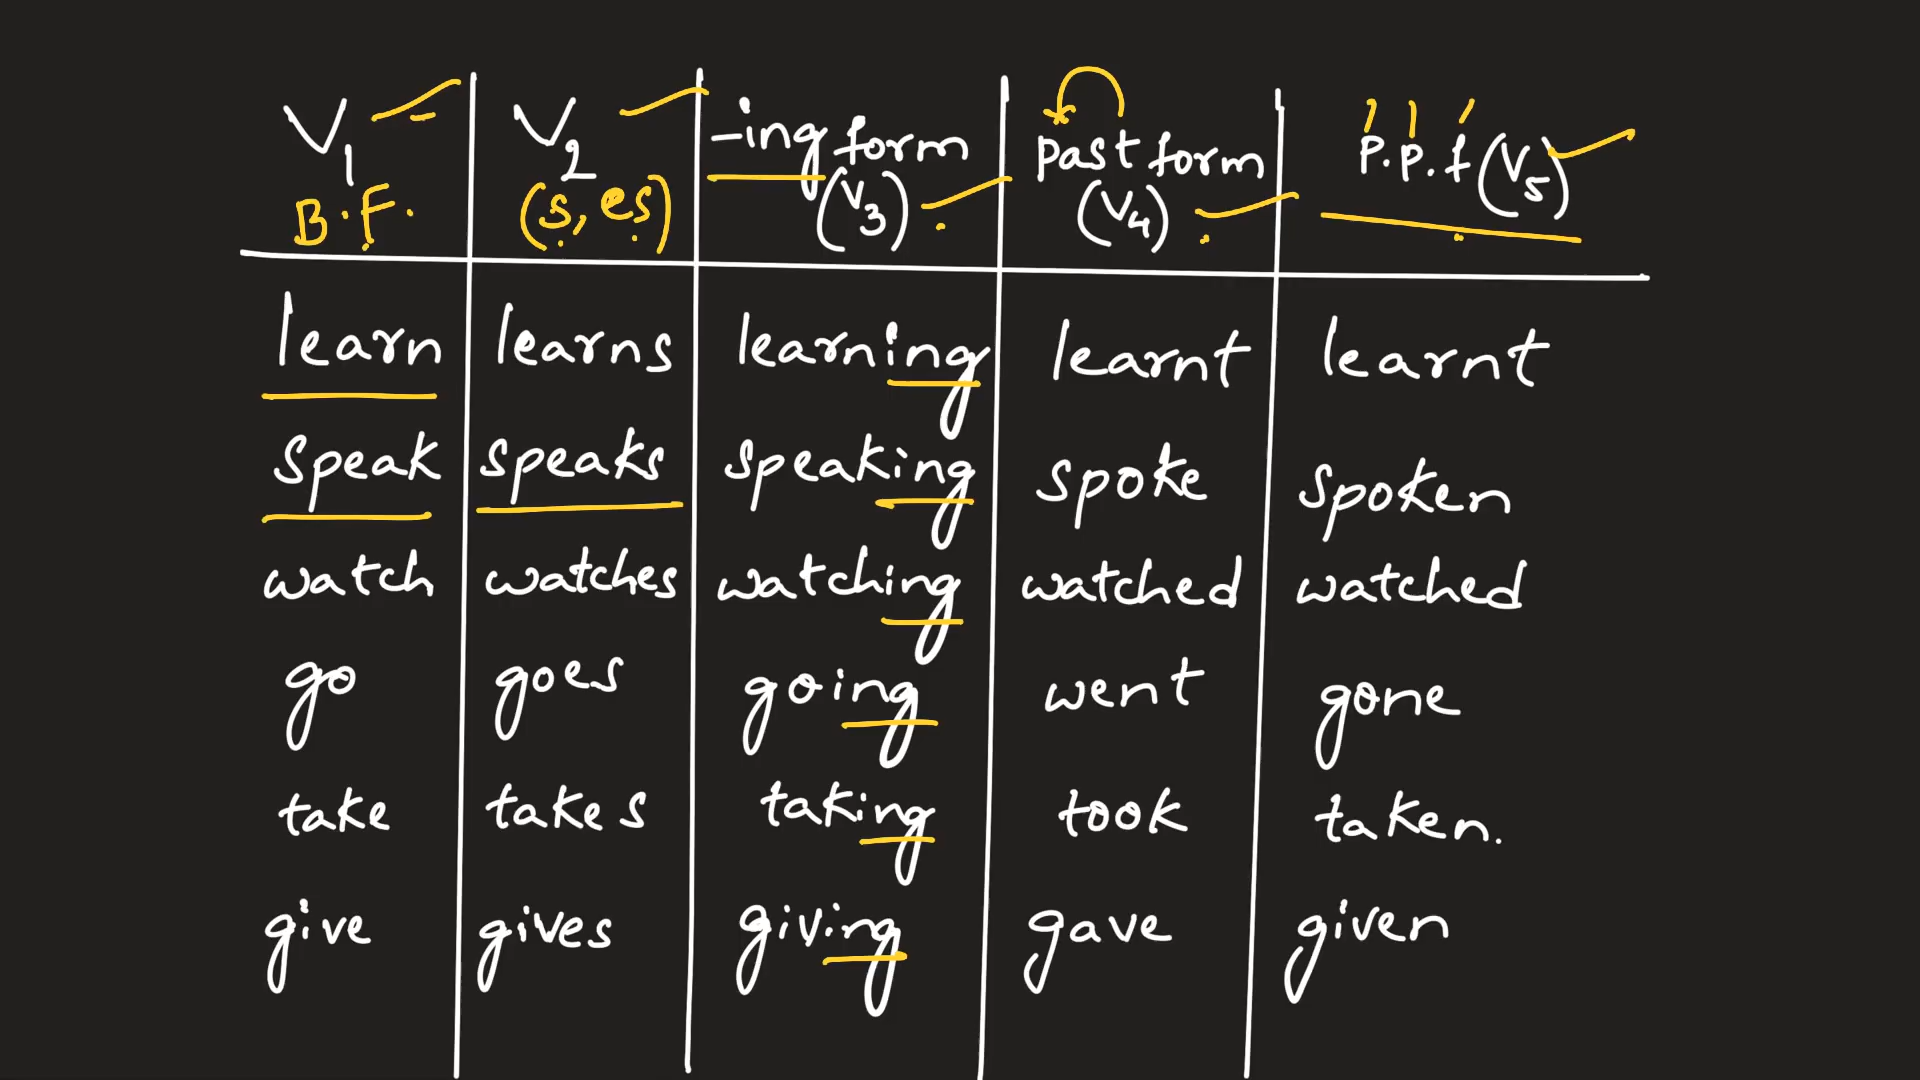 V1 V2 -ing form past form p.p.f (V5)
B.F. (s, es) (V3) (V4)
learn learns learning learnt learnt
speak speaks speaking spoke spoken
watch watches watching watched watched
go goes going went gone
take takes taking took taken.
give gives giving gave given